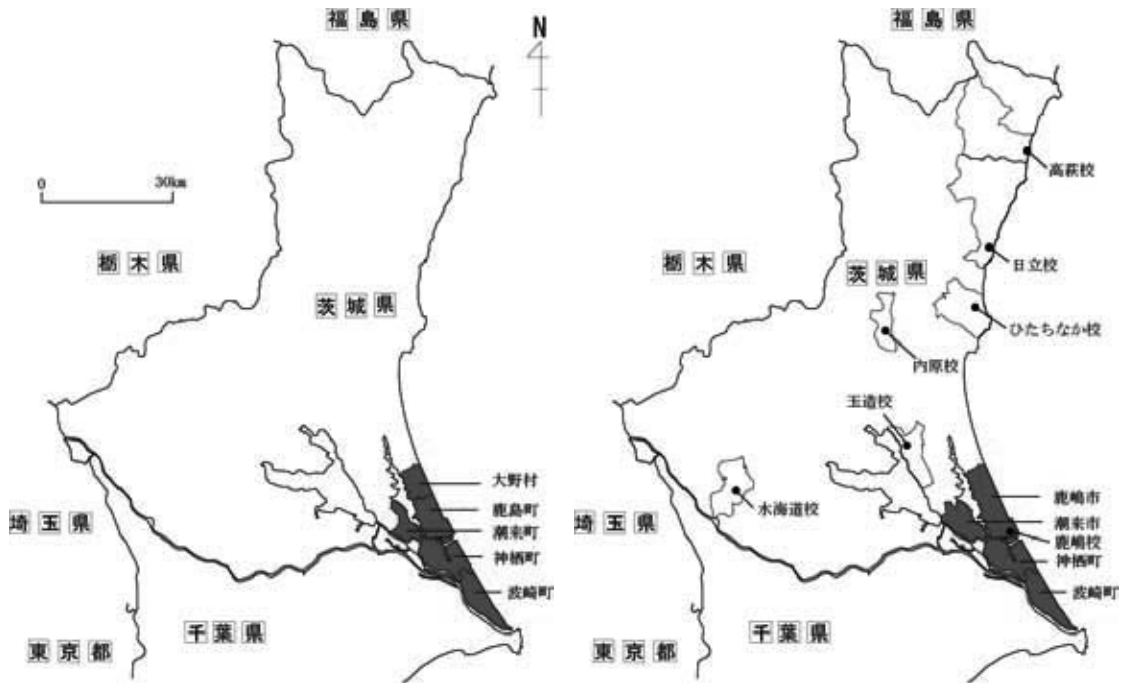 福島県
N
0
30km
栃木県
茨城県
大野村
鹿島町
潮来町
神栖町
波崎町
埼玉県
千葉県
東京都
福島県
高萩校
栃木県
茨城県
日立校
ひたちなか校
内原校
玉造校
水海道校
鹿嶋市
潮来市
鹿嶋校
神栖町
波崎町
埼玉県
千葉県
東京都